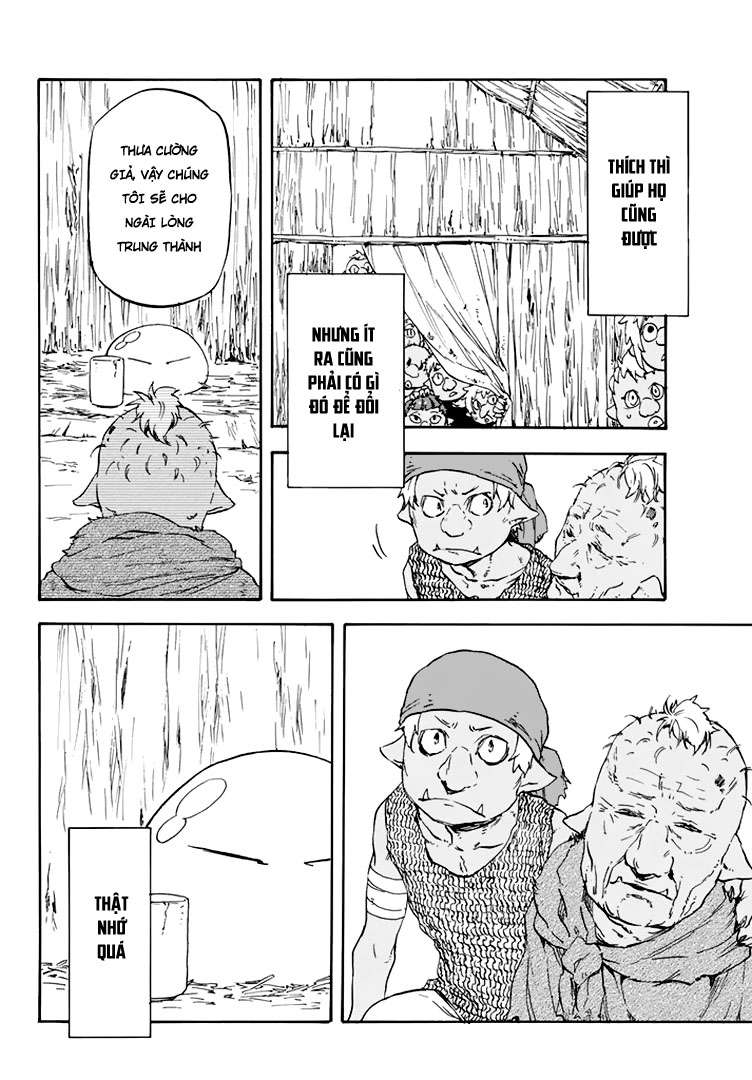 THÍCH THÌ
GIÚP HỌ
CŨNG
ĐƯỢC
NHƯNG ÍT
RA CŨNG
PHẢI CÓ GÌ
ĐÓ ĐỂ ĐỔI
LẠI
THƯA CƯỜNG
GIẢ, VẬY CHÚNG
TÔI SẼ CHO
NGÀI LÒNG
TRUNG THÀNH
THẬT
NHỨ
QUÁ